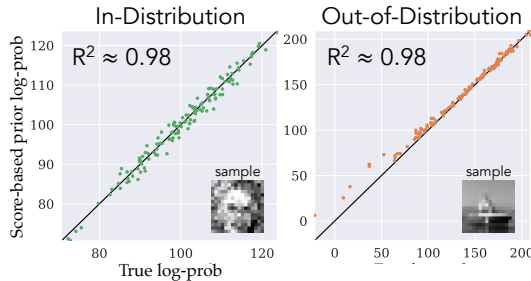 In-Distribution
Out-of-Distribution
Score-based prior log-prob
120
110
100
90
80
R² ≈ 0.98
sample
80
100
120
True log-prob
200
150
100
50
0
R² ≈ 0.98
sample
0
50
100
150
200